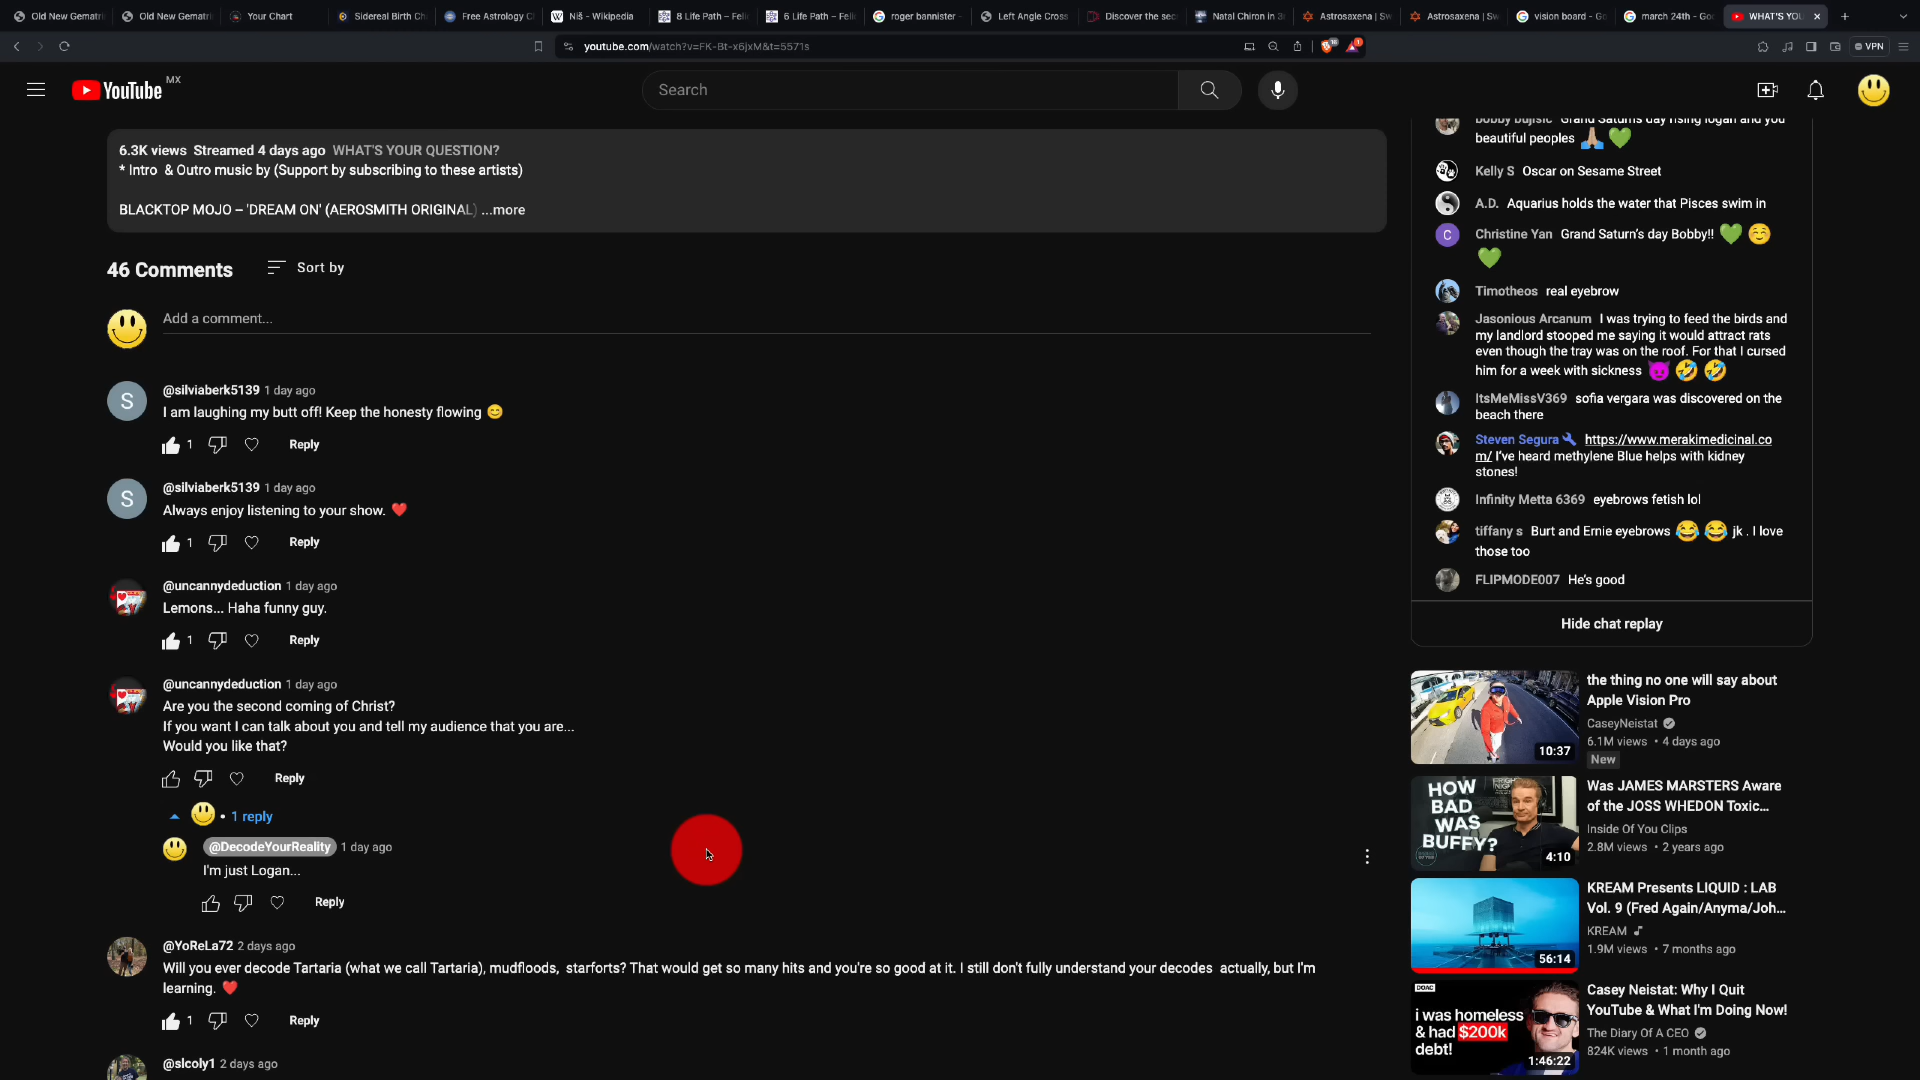 Old New Gematri
Old New Gematri
Your Chart
Sidereal Birth Ch
Free Astrology C
Niš - Wikipedia
8 Life Path – Feli
6 Life Path – Feli
roger bannister -
Left Angle Cross
Discover the sec
Natal Chiron in 3
Astrosaxena | Sw
Astrosaxena | Sw
vision board - Go
march 24th - Goo
WHAT'S YOU
youtube.com/watch?v=FK-Bt-x6jxM&t=5571s
VPN
YouTube MX
Search
6.3K views Streamed 4 days ago WHAT'S YOUR QUESTION?
* Intro & Outro music by (Support by subscribing to these artists)
BLACKTOP MOJO – 'DREAM ON' (AEROSMITH ORIGINAL) ...more
46 Comments
Sort by
Add a comment...
@silviaberk5139 1 day ago
I am laughing my butt off! Keep the honesty flowing 😊
1
Reply
@silviaberk5139 1 day ago
Always enjoy listening to your show. ❤️
1
Reply
@uncannydeduction 1 day ago
Lemons... Haha funny guy.
1
Reply
@uncannydeduction 1 day ago
Are you the second coming of Christ?
If you want I can talk about you and tell my audience that you are...
Would you like that?
Reply
• 1 reply
@DecodeYourReality 1 day ago
I'm just Logan...
Reply
@YoReLa72 2 days ago
Will you ever decode Tartaria (what we call Tartaria), mudfloods, starforts? That would get so many hits and you're so good at it. I still don't fully understand your decodes actually, but I'm
learning. ❤️
1
Reply
@slcoly1 2 days ago
Bobby bujisic Grand Saturns day rising logan and you
beautiful peoples 🙏🏼 💚
Kelly S Oscar on Sesame Street
A.D. Aquarius holds the water that Pisces swim in
Christine Yan Grand Saturn's day Bobby!! 💚 ☺️
💚
Timotheos real eyebrow
Jasonious Arcanum I was trying to feed the birds and
my landlord stooped me saying it would attract rats
even though the tray was on the roof. For that I cursed
him for a week with sickness 😈 🤣 🤣
ItsMeMissV369 sofia vergara was discovered on the
beach there
Steven Segura https://www.merakimedicinal.co
m/ I've heard methylene Blue helps with kidney
stones!
Infinity Metta 6369 eyebrows fetish lol
tiffany s Burt and Ernie eyebrows 😂 😂 jk . I love
those too
FLIPMODE007 He's good
Hide chat replay
10:37
the thing no one will say about
Apple Vision Pro
CaseyNeistat
6.1M views • 4 days ago
New
HOW
BAD
WAS
BUFFY?
4:10
Was JAMES MARSTERS Aware
of the JOSS WHEDON Toxic...
Inside Of You Clips
2.8M views • 2 years ago
56:14
KREAM Presents LIQUID : LAB
Vol. 9 (Fred Again/Anyma/Joh...
KREAM
1.9M views • 7 months ago
DOAC
i was homeless
& had $200k
debt!
1:46:22
Casey Neistat: Why I Quit
YouTube & What I'm Doing Now!
The Diary Of A CEO
824K views • 1 month ago